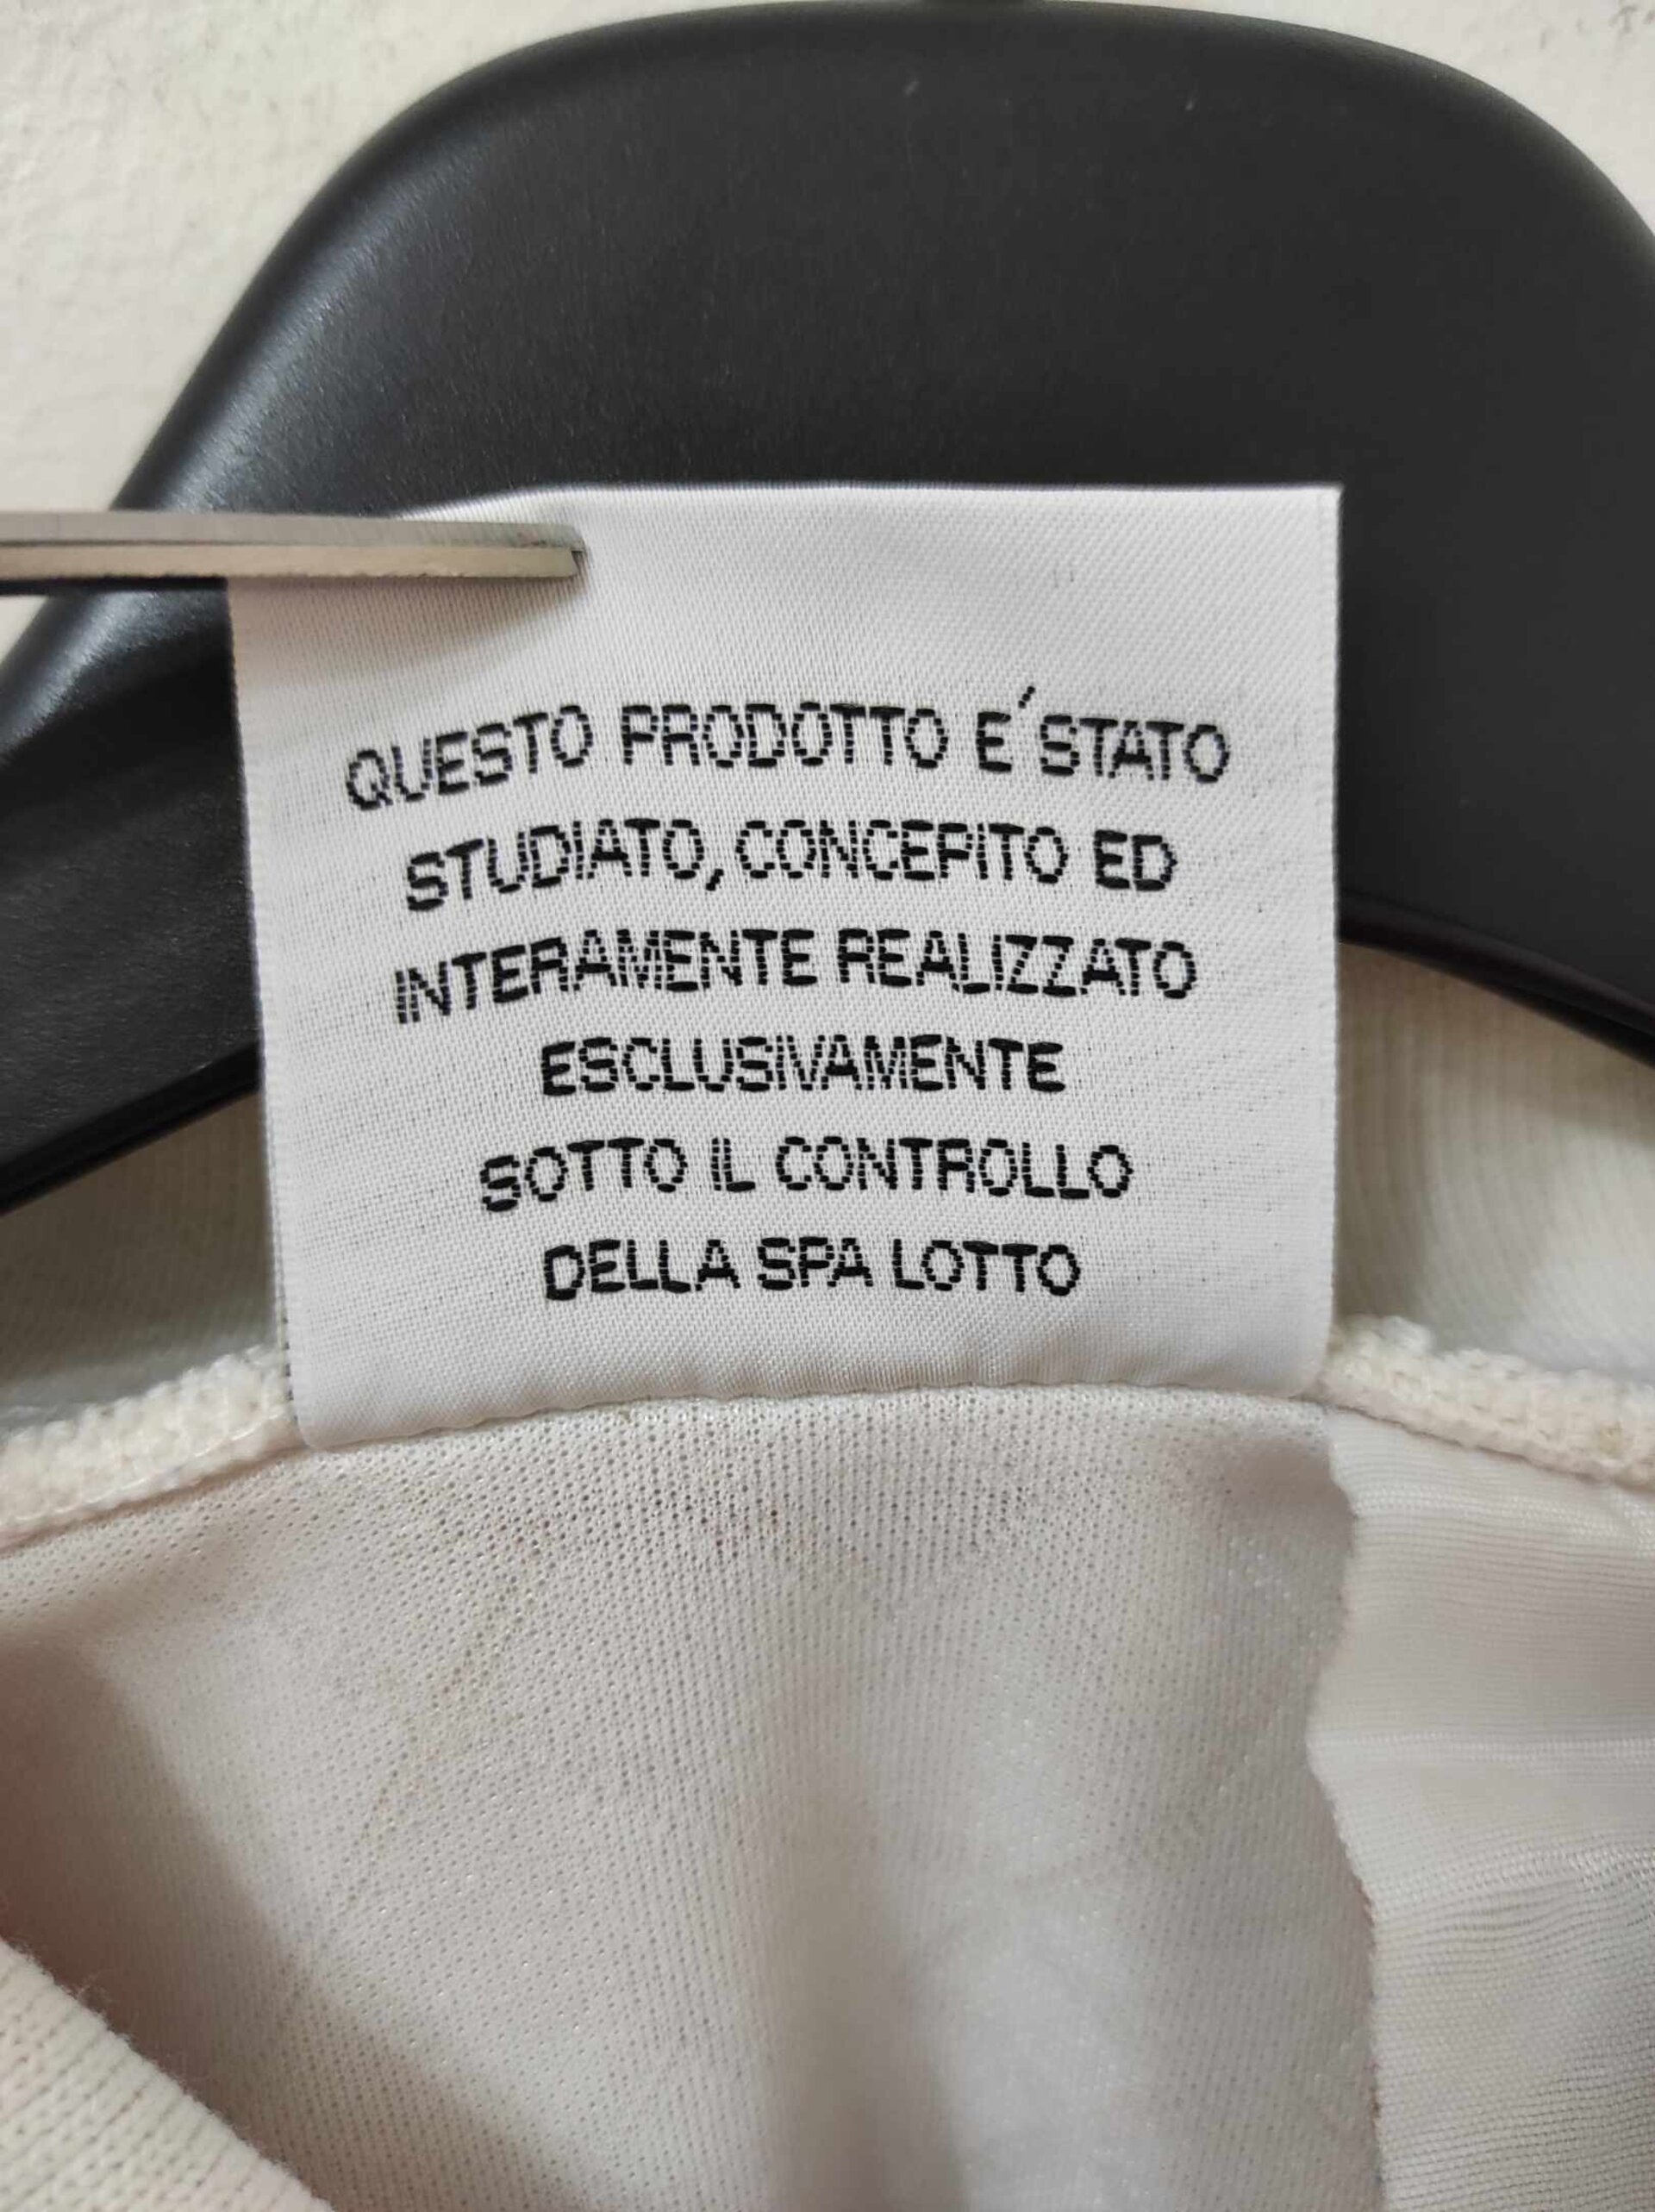 QUESTO PRODOTTO E´ STATO
STUDIATO, CONCEPITO ED
INTERAMENTE REALIZZATO
ESCLUSIVAMENTE
SOTTO IL CONTROLLO
DELLA SPA LOTTO